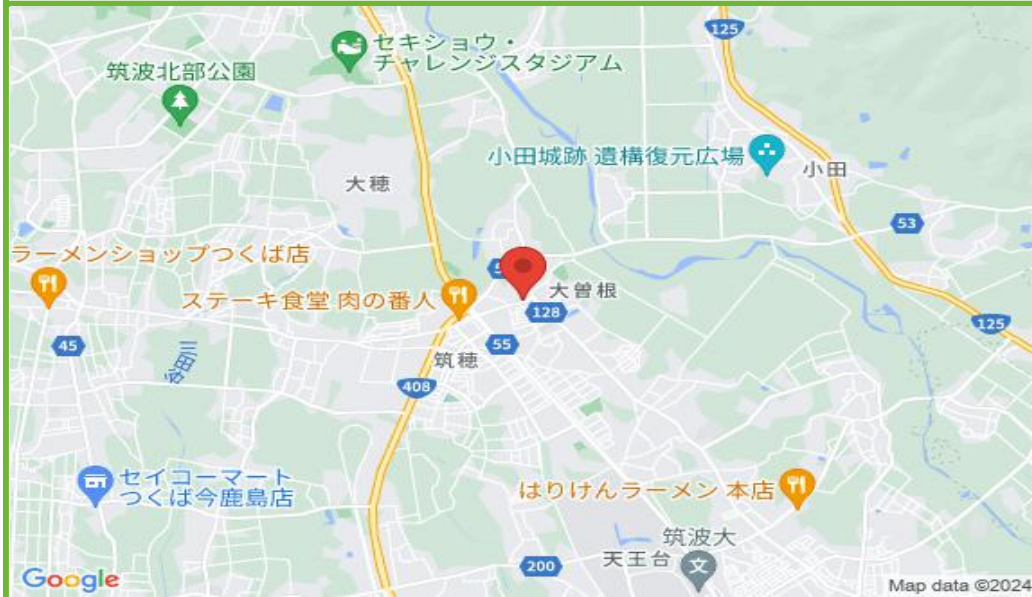 125
セキショウ・
チャレンジスタジアム
筑波北部公園
小田城跡 遺構復元広場
小田
大穂
53
ラーメンショップつくば店
ステーキ食堂 肉の番人
大曽根
128
125
45
55
筑穂
408
セイコーマート
つくば今鹿島店
はりけんラーメン 本店
筑波大
天王台
200
Google
Map data ©2024